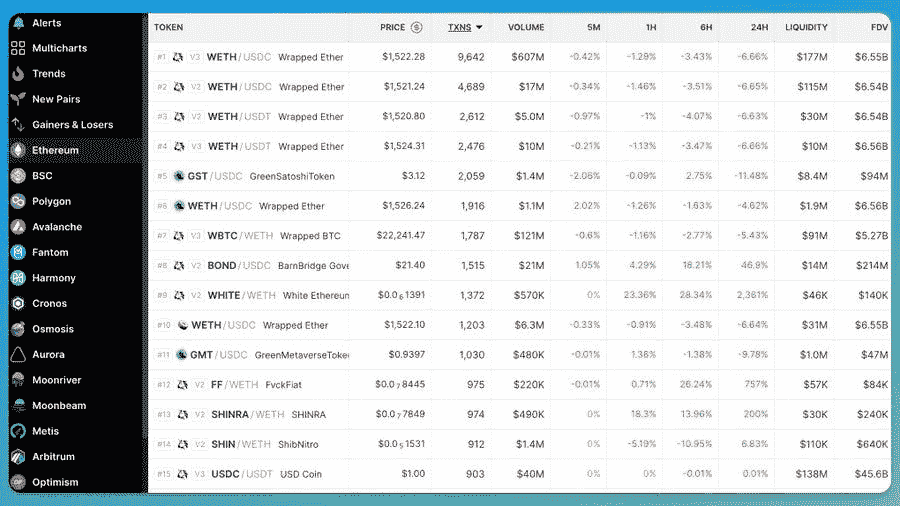 Alerts
Multicharts
Trends
New Pairs
Gainers & Losers
Ethereum
BSC
Polygon
Avalanche
Fantom
Harmony
Cronos
Osmosis
Aurora
Moonriver
Moonbeam
Metis
Arbitrum
Optimism
TOKEN PRICE TXNS VOLUME 5M 1H 6H 24H LIQUIDITY FDV
#1 V3 WETH/USDC Wrapped Ether $1,522.28 9,642 $607M -0.42% -1.29% -3.43% -6.66% $177M $6.55B
#2 V2 WETH/USDC Wrapped Ether $1,521.24 4,689 $17M -0.34% -1.46% -3.51% -6.65% $115M $6.54B
#3 V2 WETH/USDT Wrapped Ether $1,520.80 2,612 $5.0M -0.97% -1% -4.07% -6.63% $30M $6.54B
#4 V3 WETH/USDT Wrapped Ether $1,524.31 2,476 $10M -0.21% -1.13% -3.47% -6.66% $10M $6.56B
#5 GST/USDC GreenSatoshiToken $3.12 2,059 $1.4M -2.06% -0.09% 2.75% -11.48% $8.4M $94M
#6 WETH/USDC Wrapped Ether $1,526.24 1,916 $1.1M 2.02% -1.26% -1.63% -4.62% $1.9M $6.56B
#7 V3 WBTC/WETH Wrapped BTC $22,241.47 1,787 $121M -0.6% -1.16% -2.77% -5.43% $91M $5.27B
#8 V2 BOND/USDC BarnBridge Gove $21.40 1,515 $21M 1.05% 4.29% 18.21% 46.9% $14M $214M
#9 V2 WHITE/WETH White Ethereun $0.0₆1391 1,372 $570K 0% 23.36% 28.34% 2,361% $46K $140K
#10 WETH/USDC Wrapped Ether $1,522.10 1,203 $6.3M -0.33% -0.91% -3.48% -6.64% $31M $6.55B
#11 GMT/USDC GreenMetaverseToke $0.9397 1,030 $480K -0.01% 1.36% -1.38% -9.78% $1.0M $47M
#12 V2 FF/WETH FvckFiat $0.0₇8445 975 $220K -0.01% 0.71% 26.24% 757% $57K $84K
#13 V2 SHINRA/WETH SHINRA $0.0₇7849 974 $490K 0% 18.3% 13.96% 200% $30K $240K
#14 V2 SHIN/WETH ShibNitro $0.0₅1531 912 $1.4M 0% -5.19% -10.95% 6.83% $110K $640K
#15 V3 USDC/USDT USD Coin $1.00 903 $40M 0% 0% -0.01% 0.01% $138M $45.6B